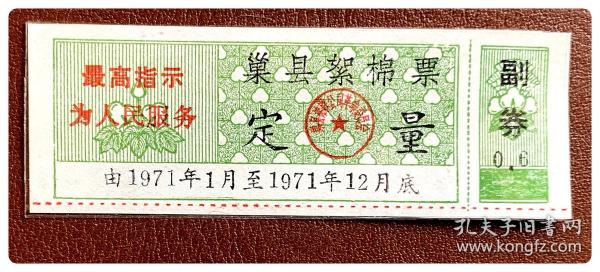 最高指示
为人民服务
巢县絮棉票
定量
由1971年1月至1971年12月底
副券
0.6
孔夫子旧书网
www.kongfz.com